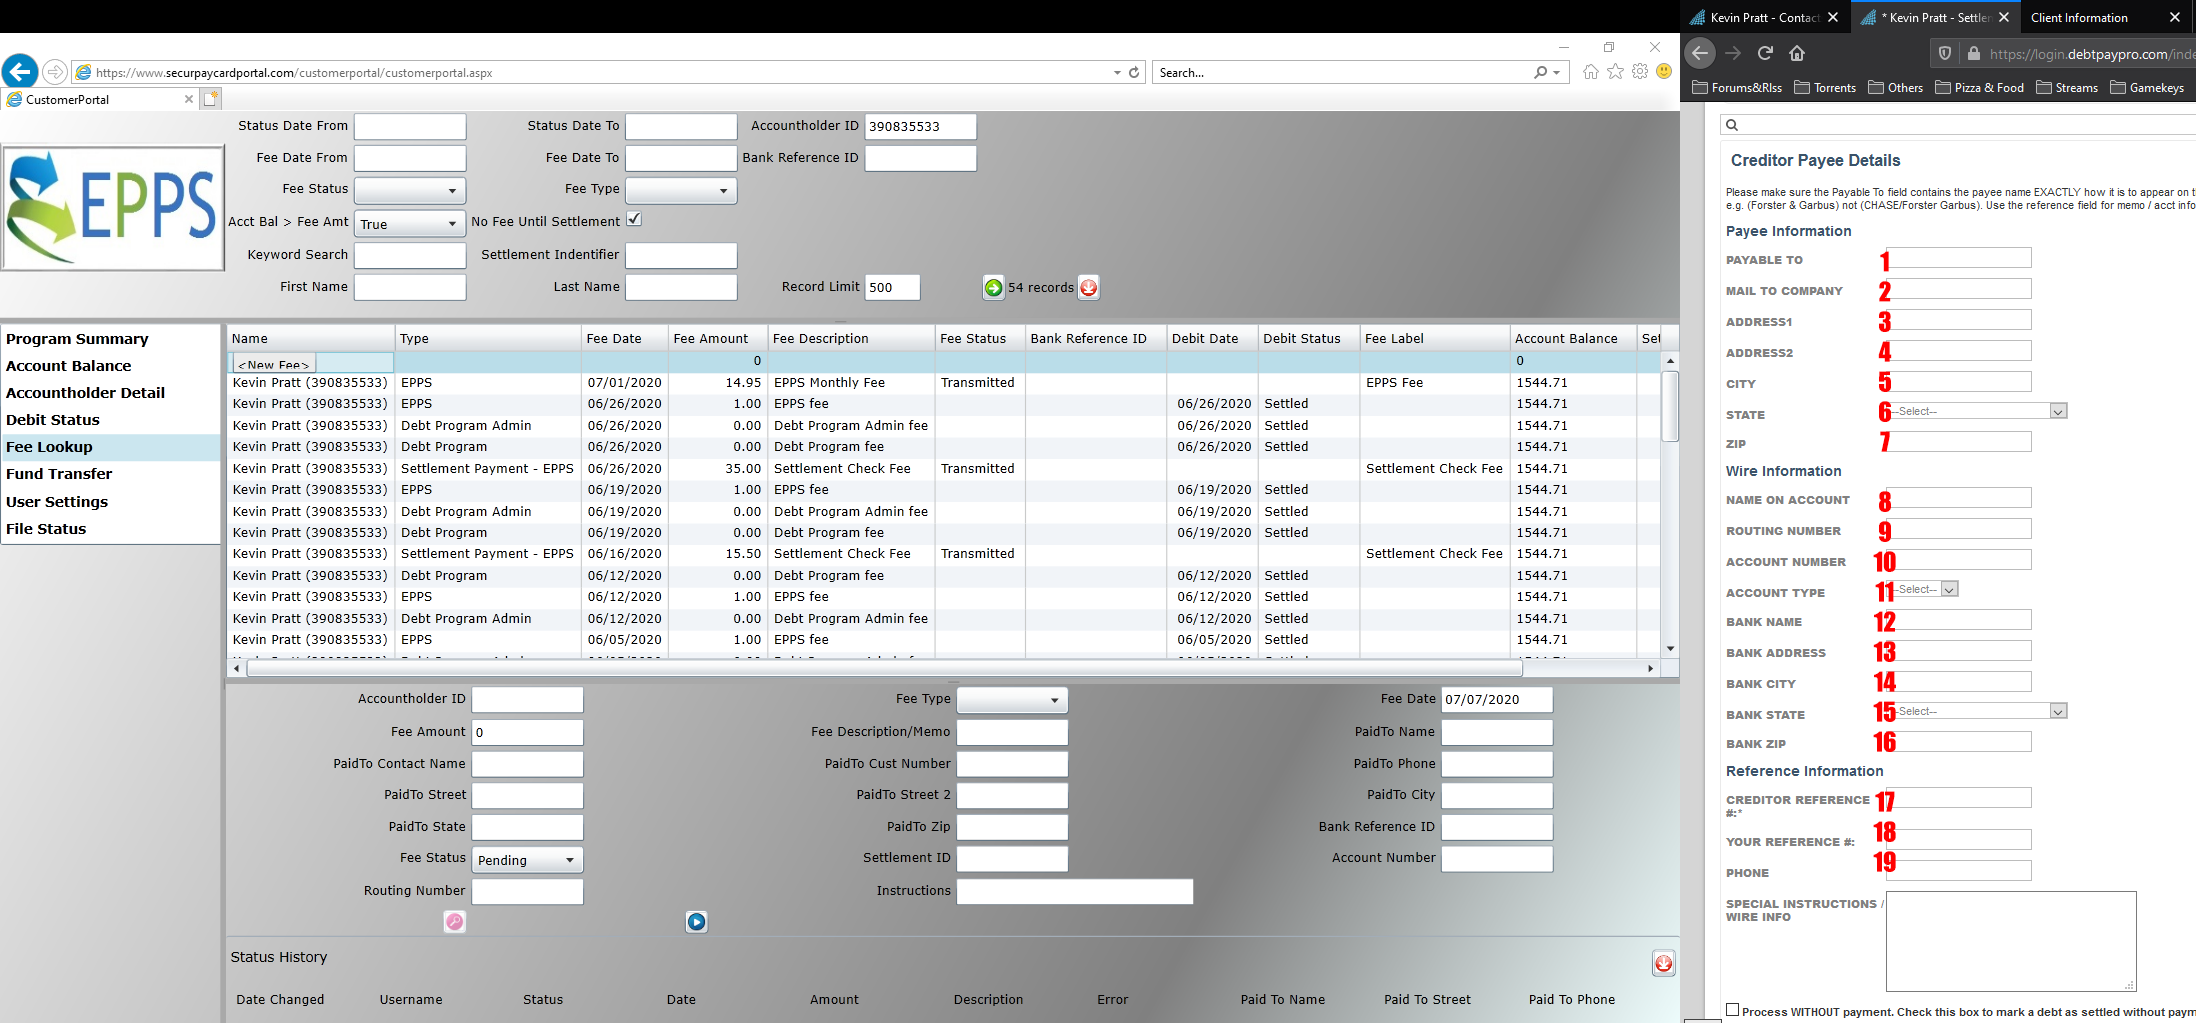 Kevin Pratt - Contac
* Kevin Pratt - Settlen
Client Information
https://www.securpaycardportal.com/customerportal/customerportal.aspx
Search...
https://login.debtpaypro.com/inde
CustomerPortal
Forums&Rlss
Torrents
Others
Pizza & Food
Streams
Gamekeys
EPPS
Status Date From
Status Date To
Accountholder ID 390835533
Fee Date From
Fee Date To
Bank Reference ID
Fee Status
Fee Type
Acct Bal > Fee Amt True
No Fee Until Settlement
Keyword Search
Settlement Indentifier
First Name
Last Name
Record Limit 500
54 records
Program Summary
Account Balance
Accountholder Detail
Debit Status
Fee Lookup
Fund Transfer
User Settings
File Status
Name Type Fee Date Fee Amount Fee Description Fee Status Bank Reference ID Debit Date Debit Status Fee Label Account Balance Set
<New Fee> 0 0
Kevin Pratt (390835533) EPPS 07/01/2020 14.95 EPPS Monthly Fee Transmitted EPPS Fee 1544.71
Kevin Pratt (390835533) EPPS 06/26/2020 1.00 EPPS fee 06/26/2020 Settled 1544.71
Kevin Pratt (390835533) Debt Program Admin 06/26/2020 0.00 Debt Program Admin fee 06/26/2020 Settled 1544.71
Kevin Pratt (390835533) Debt Program 06/26/2020 0.00 Debt Program fee 06/26/2020 Settled 1544.71
Kevin Pratt (390835533) Settlement Payment - EPPS 06/26/2020 35.00 Settlement Check Fee Transmitted Settlement Check Fee 1544.71
Kevin Pratt (390835533) EPPS 06/19/2020 1.00 EPPS fee 06/19/2020 Settled 1544.71
Kevin Pratt (390835533) Debt Program Admin 06/19/2020 0.00 Debt Program Admin fee 06/19/2020 Settled 1544.71
Kevin Pratt (390835533) Debt Program 06/19/2020 0.00 Debt Program fee 06/19/2020 Settled 1544.71
Kevin Pratt (390835533) Settlement Payment - EPPS 06/16/2020 15.50 Settlement Check Fee Transmitted Settlement Check Fee 1544.71
Kevin Pratt (390835533) Debt Program 06/12/2020 0.00 Debt Program fee 06/12/2020 Settled 1544.71
Kevin Pratt (390835533) EPPS 06/12/2020 1.00 EPPS fee 06/12/2020 Settled 1544.71
Kevin Pratt (390835533) Debt Program Admin 06/12/2020 0.00 Debt Program Admin fee 06/12/2020 Settled 1544.71
Kevin Pratt (390835533) EPPS 06/05/2020 1.00 EPPS fee 06/05/2020 Settled 1544.71
Accountholder ID
Fee Type
Fee Date 07/07/2020
Fee Amount 0
Fee Description/Memo
PaidTo Name
PaidTo Contact Name
PaidTo Cust Number
PaidTo Phone
PaidTo Street
PaidTo Street 2
PaidTo City
PaidTo State
PaidTo Zip
Bank Reference ID
Fee Status Pending
Settlement ID
Account Number
Routing Number
Instructions
Status History
Date Changed Username Status Date Amount Description Error Paid To Name Paid To Street Paid To Phone
Creditor Payee Details
Please make sure the Payable To field contains the payee name EXACTLY how it is to appear on t
e.g. (Forster & Garbus) not (CHASE/Forster Garbus). Use the reference field for memo / acct info
Payee Information
PAYABLE TO 1
MAIL TO COMPANY 2
ADDRESS1 3
ADDRESS2 4
CITY 5
STATE 6 --Select--
ZIP 7
Wire Information
NAME ON ACCOUNT 8
ROUTING NUMBER 9
ACCOUNT NUMBER 10
ACCOUNT TYPE 11 --Select--
BANK NAME 12
BANK ADDRESS 13
BANK CITY 14
BANK STATE 15 --Select--
BANK ZIP 16
Reference Information
CREDITOR REFERENCE 17
#:*
YOUR REFERENCE #: 18
PHONE 19
SPECIAL INSTRUCTIONS /
WIRE INFO
Process WITHOUT payment. Check this box to mark a debt as settled without paym